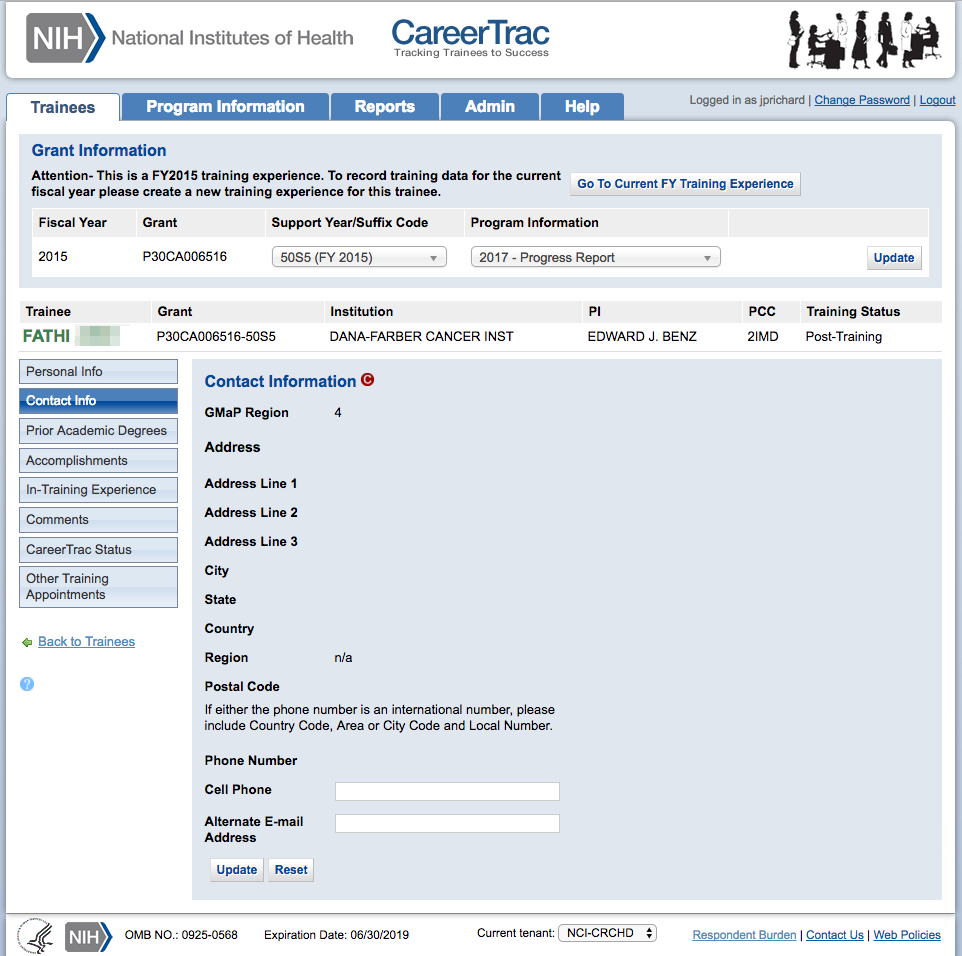 NIH National Institutes of Health
CareerTrac
Tracking Trainees to Success
Trainees Program Information Reports Admin Help
Logged in as jprichard | Change Password | Logout
Grant Information
Attention- This is a FY2015 training experience. To record training data for the current
fiscal year please create a new training experience for this trainee.
Go To Current FY Training Experience
Fiscal Year Grant Support Year/Suffix Code Program Information
2015 P30CA006516 50S5 (FY 2015) 2017 - Progress Report Update
Trainee Grant Institution PI PCC Training Status
FATHI P30CA006516-50S5 DANA-FARBER CANCER INST EDWARD J. BENZ 2IMD Post-Training
Personal Info
Contact Info
Prior Academic Degrees
Accomplishments
In-Training Experience
Comments
CareerTrac Status
Other Training
Appointments
Back to Trainees
?
Contact Information C
GMaP Region 4
Address
Address Line 1
Address Line 2
Address Line 3
City
State
Country
Region n/a
Postal Code
If either the phone number is an international number, please
include Country Code, Area or City Code and Local Number.
Phone Number
Cell Phone
Alternate E-mail
Address
Update Reset
NIH OMB NO.: 0925-0568 Expiration Date: 06/30/2019 Current tenant: NCI-CRCHD Respondent Burden | Contact Us | Web Policies